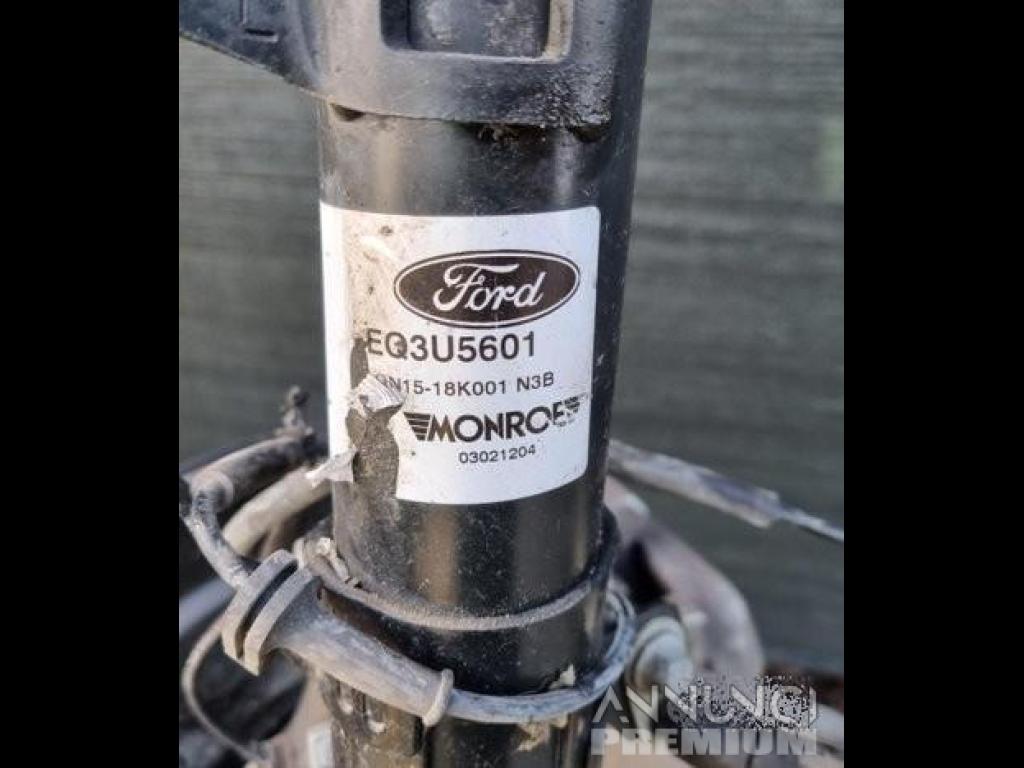 Ford
EQ3U5601
N15-18K001 N3B
MONROE
03021204
ANNUNCI
PREMIUM